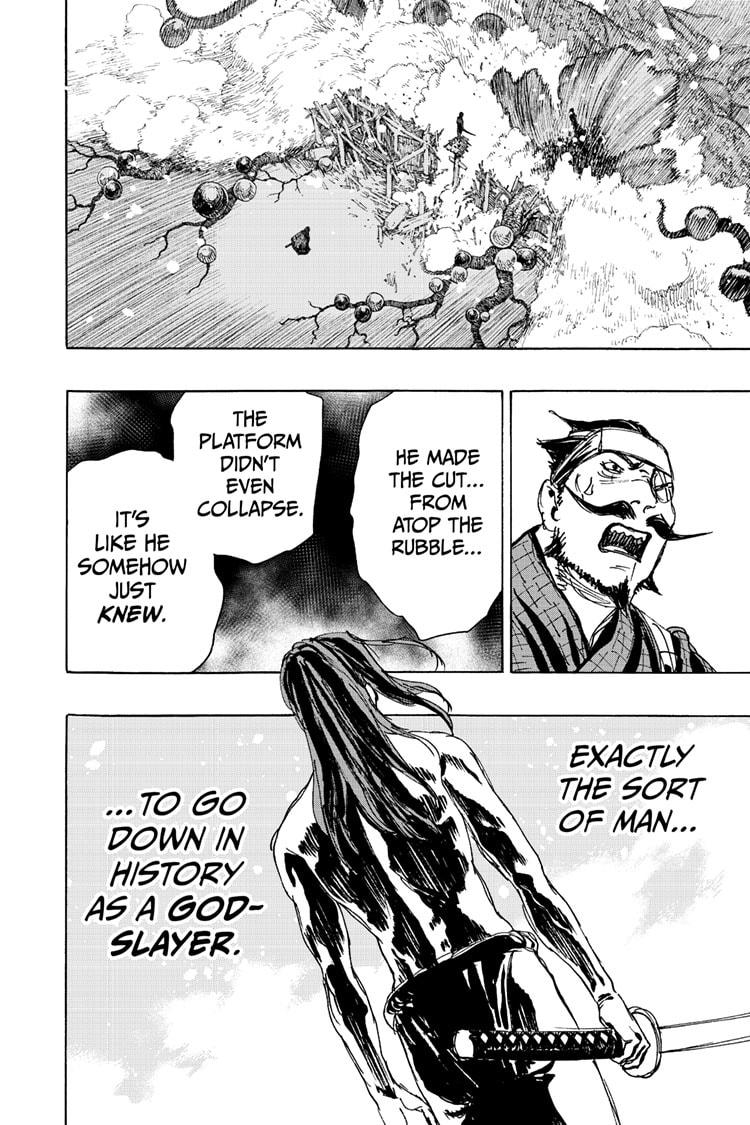 HE MADE
THE CUT...
FROM
ATOP THE
RUBBLE...
THE
PLATFORM
DIDN'T
EVEN
COLLAPSE.
IT'S
LIKE HE
SOMEHOW
JUST
KNEW.
EXACTLY
THE SORT
OF MAN...
...TO GO
DOWN IN
HISTORY
AS A GOD-
SLAYER.